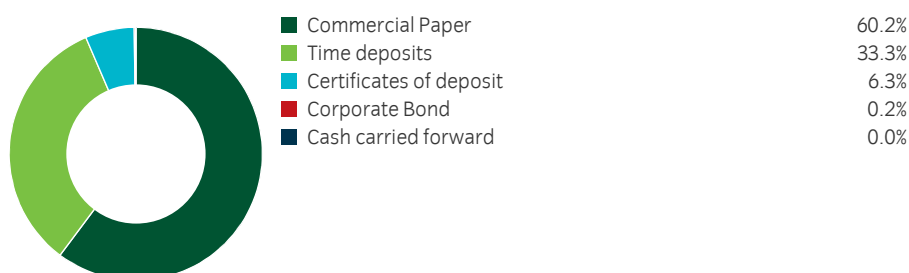 Commercial Paper 60.2%
Time deposits 33.3%
Certificates of deposit 6.3%
Corporate Bond 0.2%
Cash carried forward 0.0%